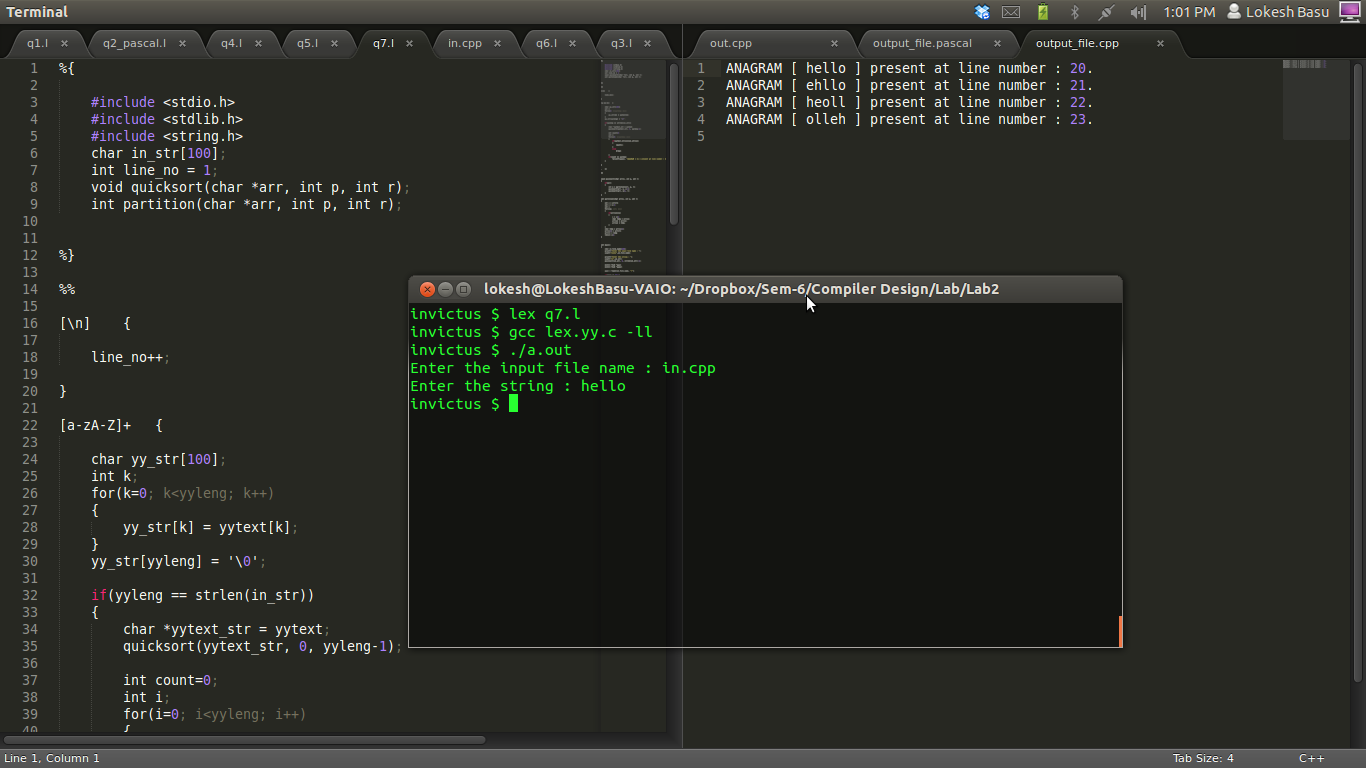 Terminal
1:01 PM Lokesh Basu
q1.l × q2_pascal.l × q4.l × q5.l × q7.l × in.cpp × q6.l × q3.l ×
out.cpp × output_file.pascal × output_file.cpp ×
1 %{
2
3 #include <stdio.h>
4 #include <stdlib.h>
5 #include <string.h>
6 char in_str[100];
7 int line_no = 1;
8 void quicksort(char *arr, int p, int r);
9 int partition(char *arr, int p, int r);
10
11
12 %}
13
14 %%
15
16 [\n] {
17
18 line_no++;
19
20 }
21
22 [a-zA-Z]+ {
23
24 char yy_str[100];
25 int k;
26 for(k=0; k<yyleng; k++)
27 {
28 yy_str[k] = yytext[k];
29 }
30 yy_str[yyleng] = '\0';
31
32 if(yyleng == strlen(in_str))
33 {
34 char *yytext_str = yytext;
35 quicksort(yytext_str, 0, yyleng-1);
36
37 int count=0;
38 int i;
39 for(i=0; i<yyleng; i++)
40 {
1 ANAGRAM [ hello ] present at line number : 20.
2 ANAGRAM [ ehllo ] present at line number : 21.
3 ANAGRAM [ heoll ] present at line number : 22.
4 ANAGRAM [ olleh ] present at line number : 23.
5
lokesh@LokeshBasu-VAIO: ~/Dropbox/Sem-6/Compiler Design/Lab/Lab2
invictus $ lex q7.l
invictus $ gcc lex.yy.c -ll
invictus $ ./a.out
Enter the input file name : in.cpp
Enter the string : hello
invictus $
Line 1, Column 1
Tab Size: 4 C++